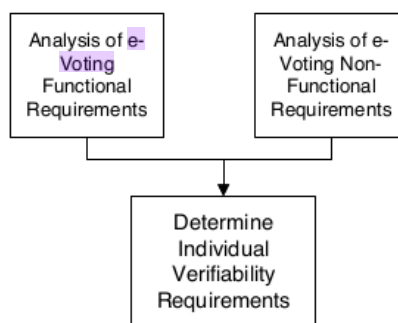 Analysis of e-
Voting
Functional
Requirements
Analysis of e-
Voting Non-
Functional
Requirements
Determine
Individual
Verifiability
Requirements